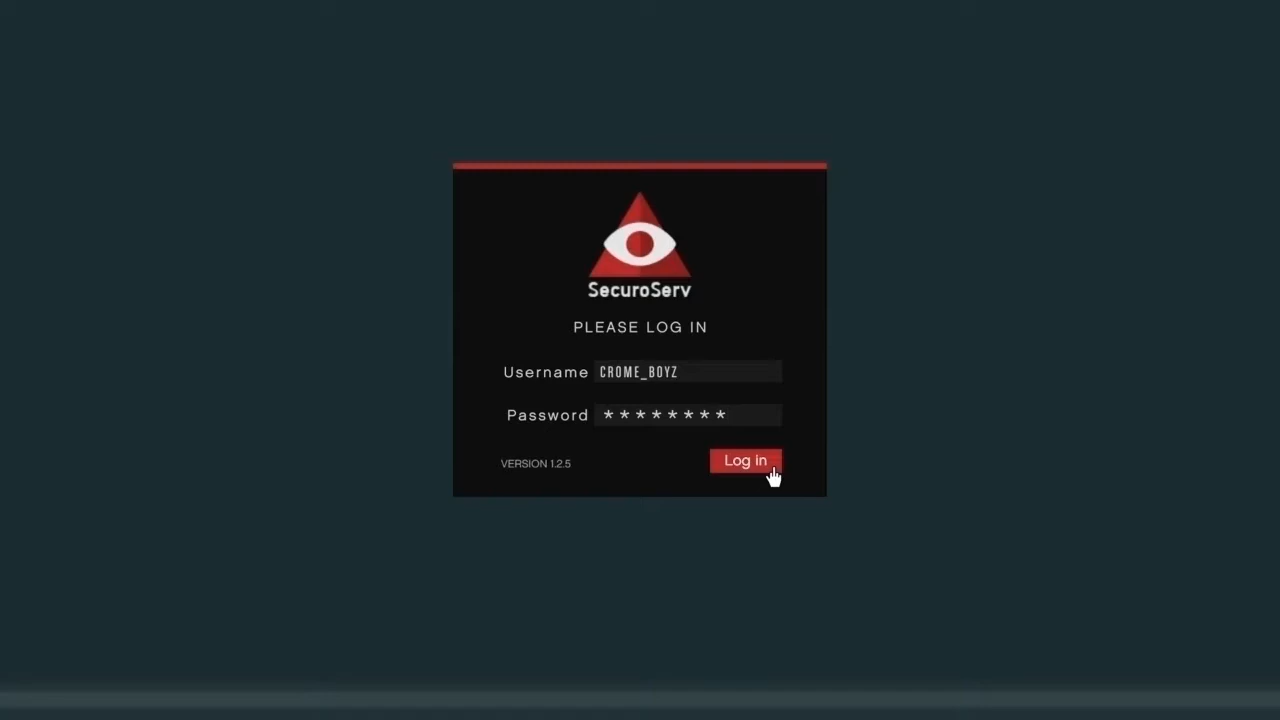 SecuroServ
PLEASE LOG IN
Username CROME_BOYZ
Password ********
VERSION 1.2.5 Log in